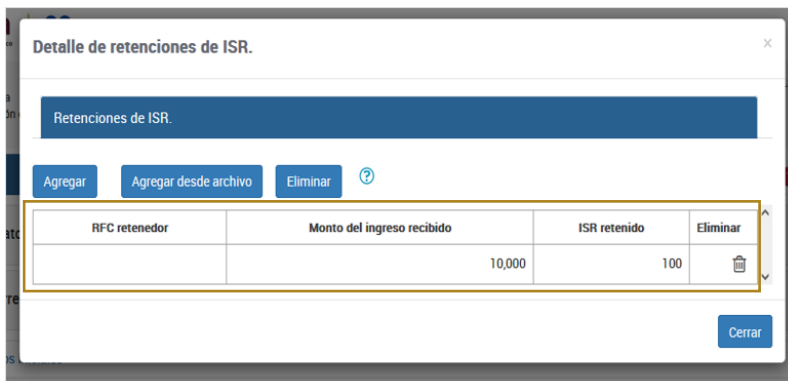 Detalle de retenciones de ISR.
×
Retenciones de ISR.
Agregar
Agregar desde archivo
Eliminar
?
RFC retenedor
Monto del ingreso recibido
ISR retenido
Eliminar
10,000
100
Cerrar